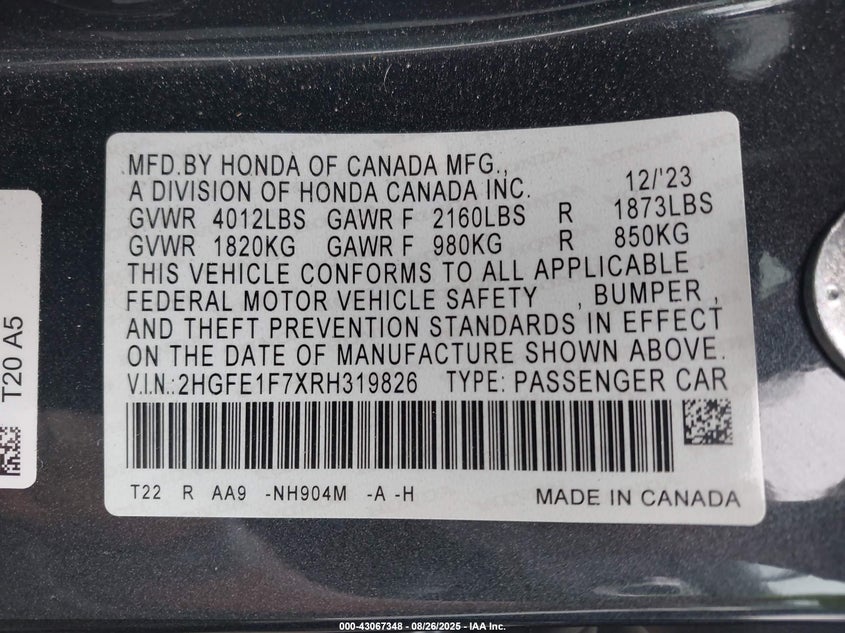 MFD.BY HONDA OF CANADA MFG.,
A DIVISION OF HONDA CANADA INC. 12/'23
GVWR 4012LBS GAWR F 2160LBS R 1873LBS
GVWR 1820KG GAWR F 980KG R 850KG
THIS VEHICLE CONFORMS TO ALL APPLICABLE
FEDERAL MOTOR VEHICLE SAFETY , BUMPER ,
AND THEFT PREVENTION STANDARDS IN EFFECT
ON THE DATE OF MANUFACTURE SHOWN ABOVE.
V.I.N.:2HGFE1F7XRH319826 TYPE: PASSENGER CAR
T22 R AA9 -NH904M -A -H MADE IN CANADA
T20 A5
000-43067348 - 08/26/2025 - IAA Inc.